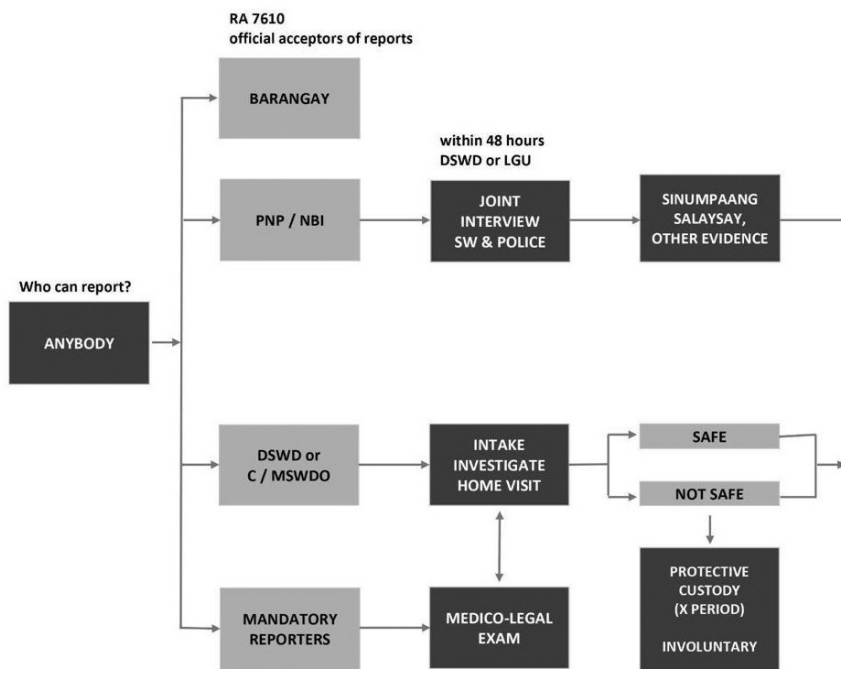 RA 7610
official acceptors of reports
BARANGAY
within 48 hours
DSWD or LGU
PNP / NBI
JOINT
INTERVIEW
SW & POLICE
SINUMPAANG
SALAYSAY,
OTHER EVIDENCE
Who can report?
ANYBODY
DSWD or
C / MSWDO
INTAKE
INVESTIGATE
HOME VISIT
SAFE
NOT SAFE
MANDATORY
REPORTERS
MEDICO-LEGAL
EXAM
PROTECTIVE
CUSTODY
(X PERIOD)
INVOLUNTARY